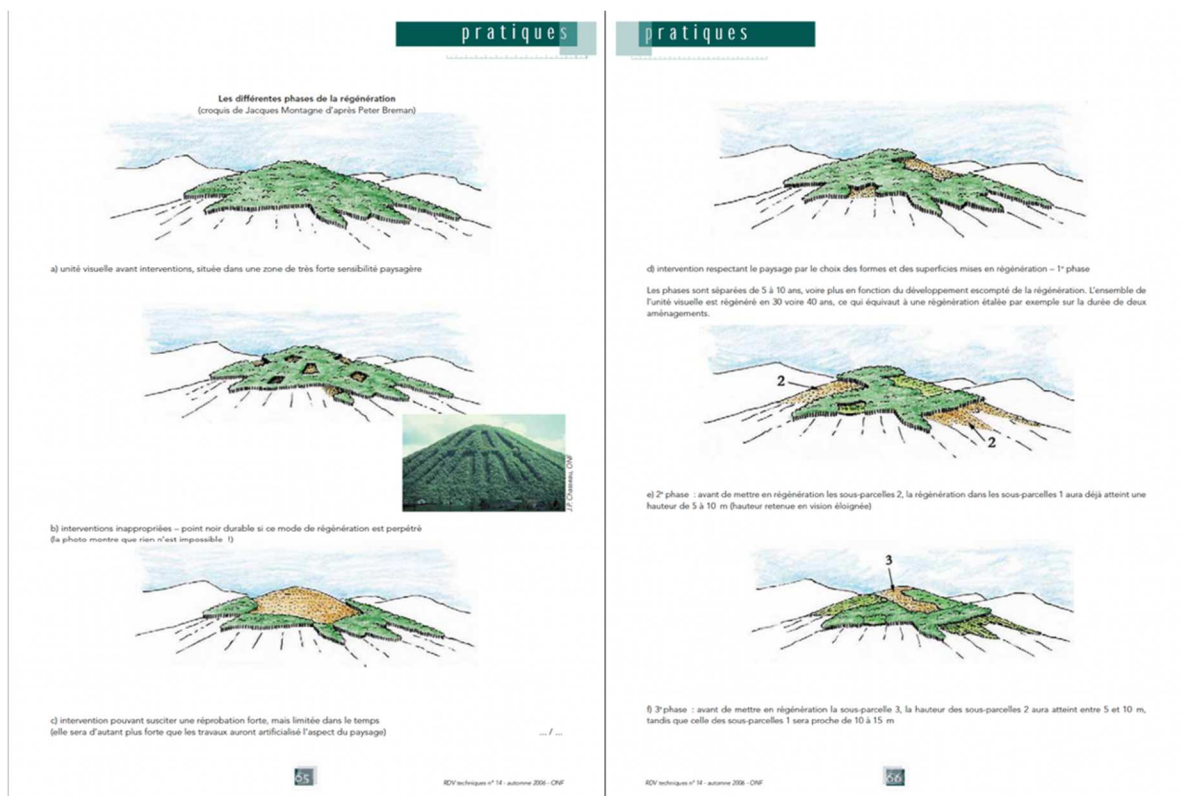 pratiques
Les différentes phases de la régénération
(croquis de Jacques Montagne d'après Peter Breman)
a) unité visuelle avant interventions, située dans une zone de très forte sensibilité paysagère
J.P. Chasseau, ONF
b) interventions inappropriées – point noir durable si ce mode de régénération est perpétré
(la photo montre que rien n'est impossible !)
c) intervention pouvant susciter une réprobation forte, mais limitée dans le temps
(elle sera d'autant plus forte que les travaux auront artificialisé l'aspect du paysage)
... / ...
65
RDV techniques n° 14 - automne 2006 - ONF
pratiques
d) intervention respectant le paysage par le choix des formes et des superficies mises en régénération – 1e phase
Les phases sont séparées de 5 à 10 ans, voire plus en fonction du développement escompté de la régénération. L'ensemble de
l'unité visuelle est régénéré en 30 voire 40 ans, ce qui équivaut à une régénération étalée par exemple sur la durée de deux
aménagements.
2
2
e) 2e phase : avant de mettre en régénération les sous-parcelles 2, la régénération dans les sous-parcelles 1 aura déjà atteint une
hauteur de 5 à 10 m (hauteur retenue en vision éloignée)
3
f) 3e phase : avant de mettre en régénération la sous-parcelle 3, la hauteur des sous-parcelles 2 aura atteint entre 5 et 10 m,
tandis que celle des sous-parcelles 1 sera proche de 10 à 15 m
RDV techniques n° 14 - automne 2006 - ONF
66